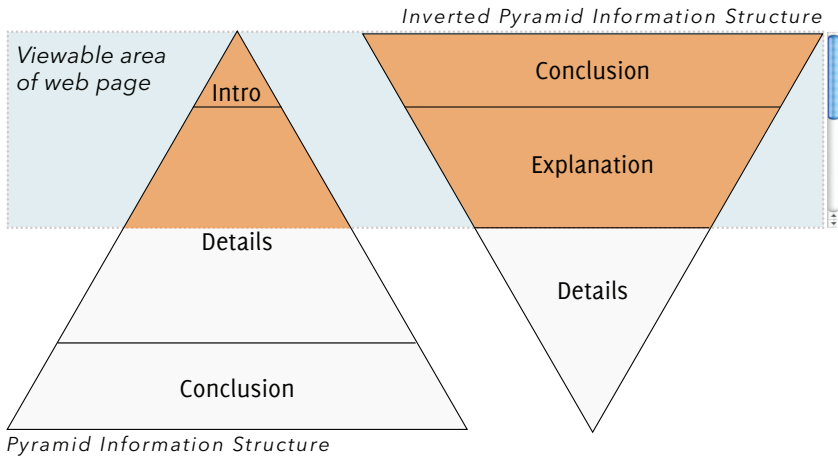 Inverted Pyramid Information Structure
Viewable area
of web page
Intro
Details
Conclusion
Pyramid Information Structure
Conclusion
Explanation
Details